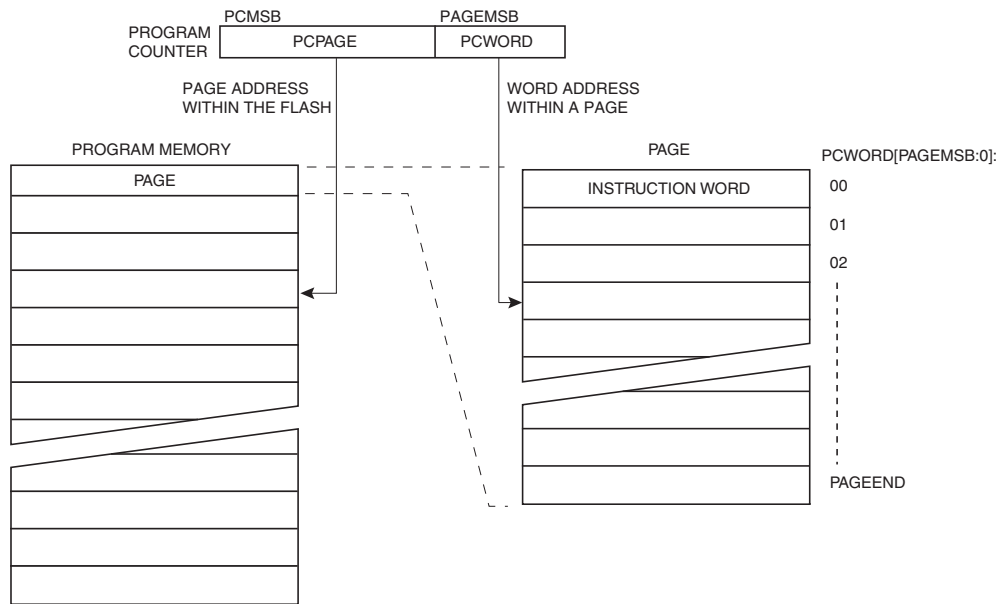 PCMSB PAGEMSB
PROGRAM
COUNTER
PCPAGE PCWORD
PAGE ADDRESS
WITHIN THE FLASH
WORD ADDRESS
WITHIN A PAGE
PROGRAM MEMORY
PAGE
PAGE
INSTRUCTION WORD
PCWORD[PAGEMSB:0]:
00
01
02
PAGEEND